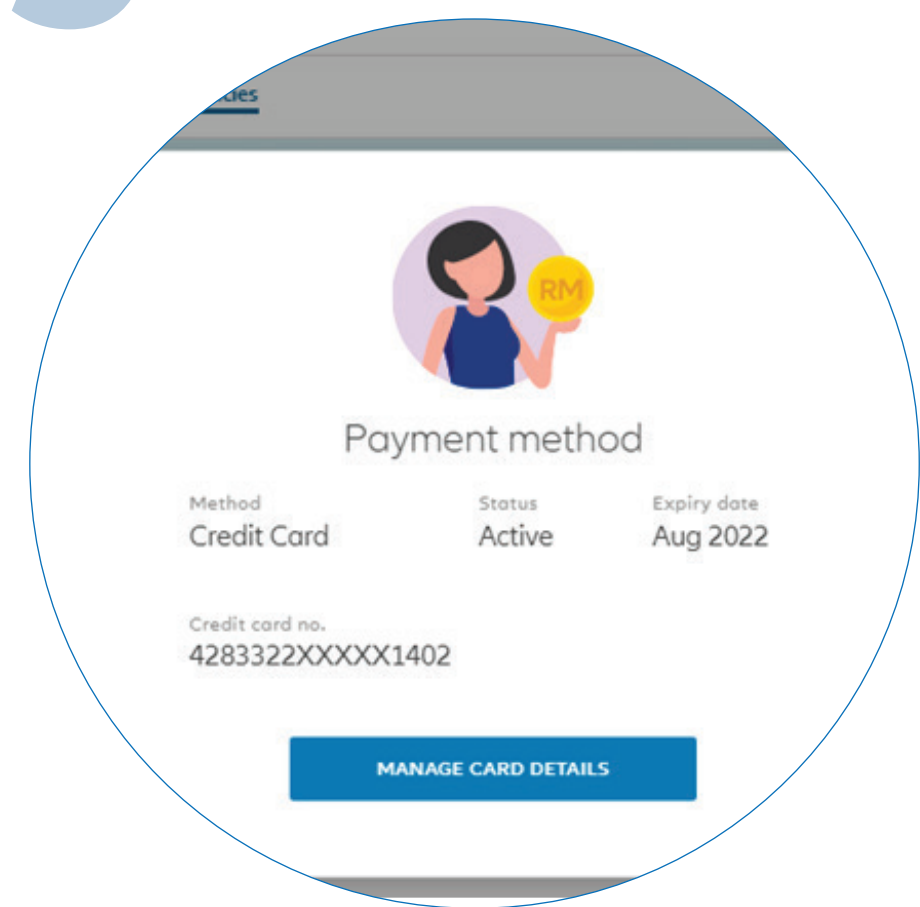 RM
Payment method
Method Status Expiry date
Credit Card Active Aug 2022
Credit card no.
4283322XXXXX1402
MANAGE CARD DETAILS